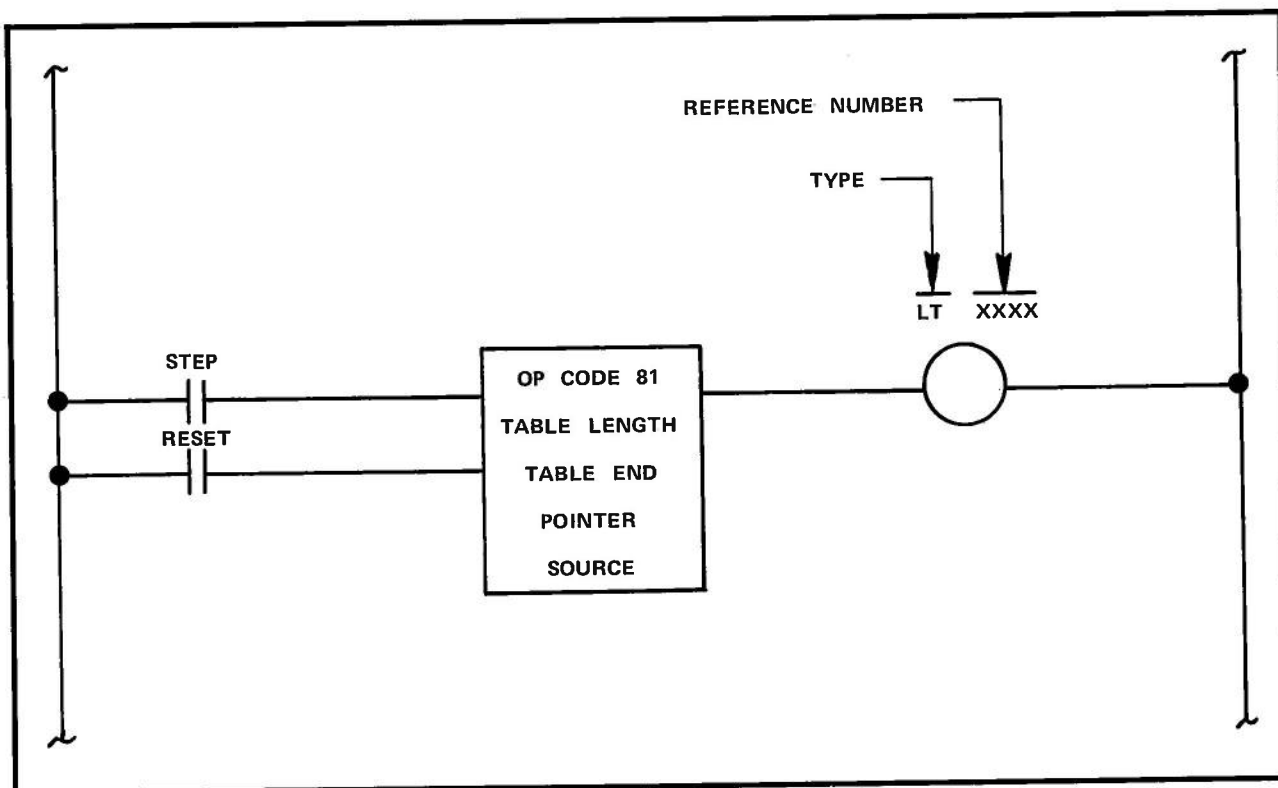 REFERENCE NUMBER
TYPE
LT XXXX
STEP
RESET
OP CODE 81
TABLE LENGTH
TABLE END
POINTER
SOURCE